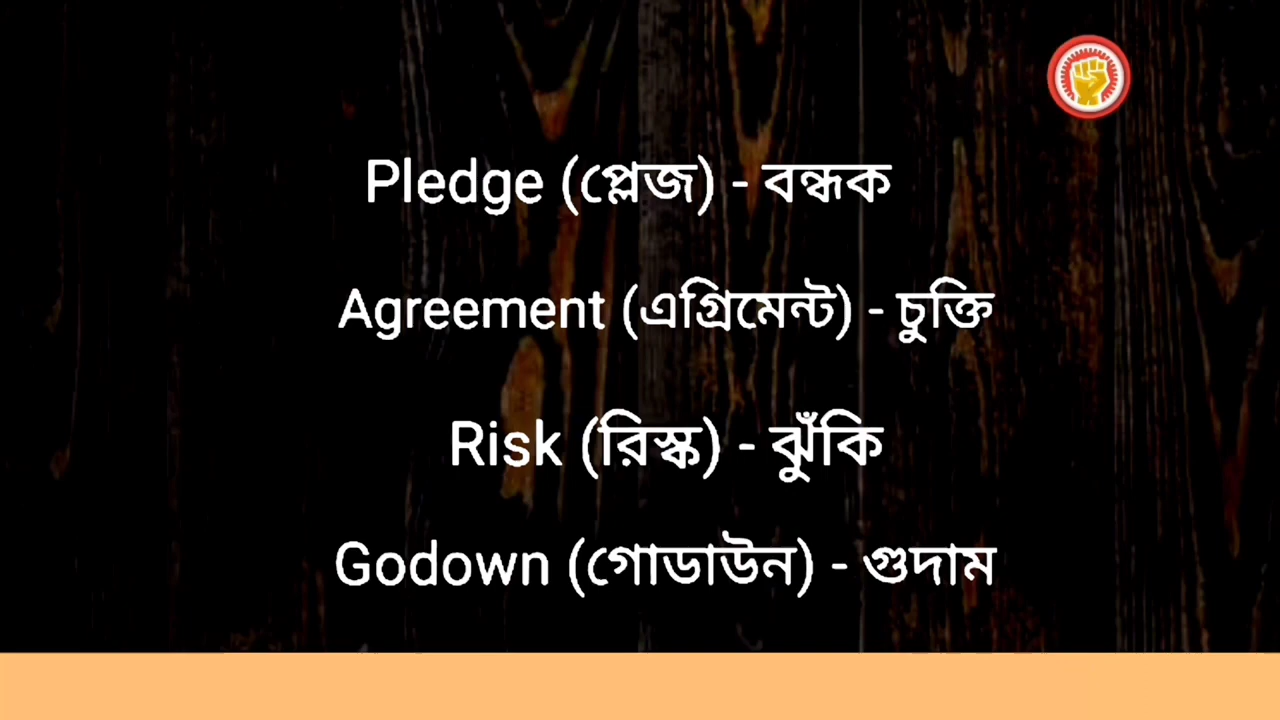 Pledge (প্লেজ) - বন্ধক
Agreement (এগ্রিমেন্ট) - চুক্তি
Risk (রিস্ক) - ঝুঁকি
Godown (গোডাউন) - গুদাম